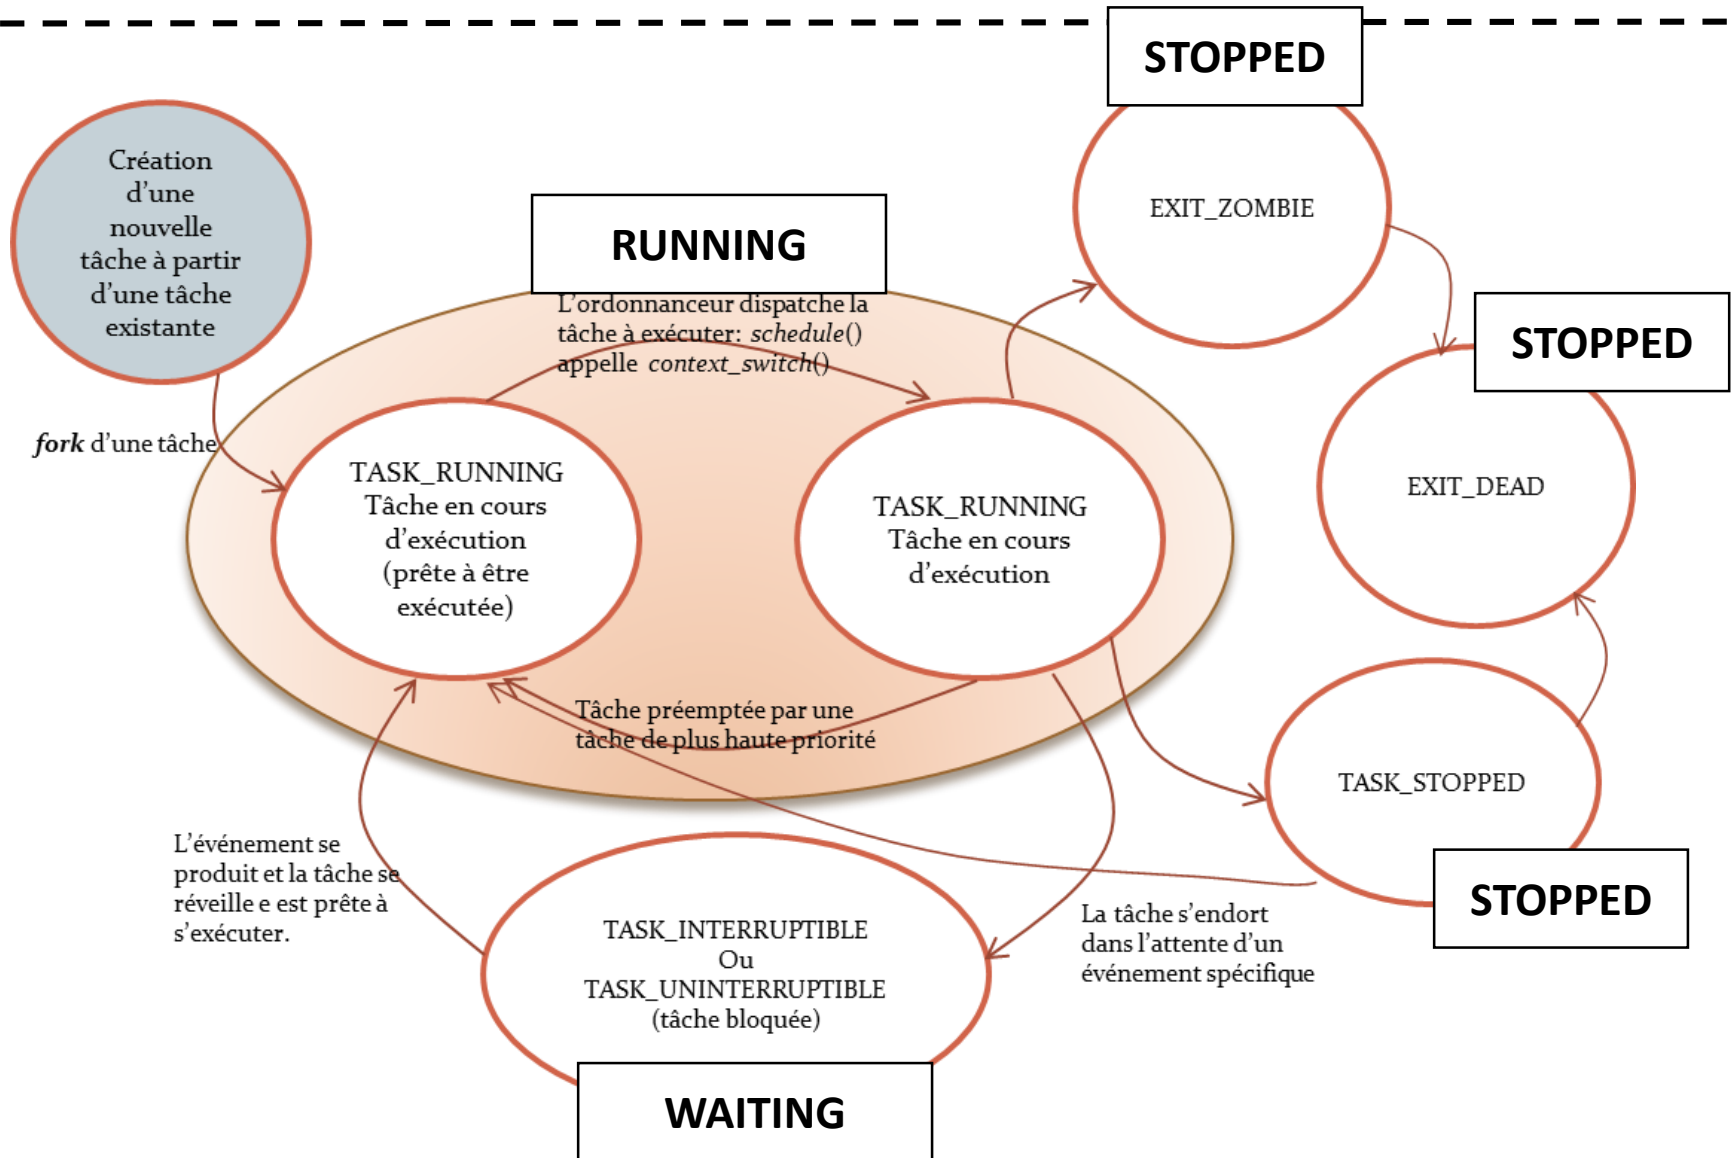 STOPPED
Création
d'une
nouvelle
tâche à partir
d'une tâche
existante
EXIT_ZOMBIE
RUNNING
L'ordonnanceur dispatche la
tâche à exécuter: schedule()
appelle context_switch()
STOPPED
fork d'une tâche
TASK_RUNNING
Tâche en cours
d'exécution
(prête à être
exécutée)
TASK_RUNNING
Tâche en cours
d'exécution
EXIT_DEAD
Tâche préemptée par une
tâche de plus haute priorité
TASK_STOPPED
STOPPED
L'événement se
produit et la tâche se
réveille e est prête à
s'exécuter.
TASK_INTERRUPTIBLE
Ou
TASK_UNINTERRUPTIBLE
(tâche bloquée)
La tâche s'endort
dans l'attente d'un
événement spécifique
WAITING